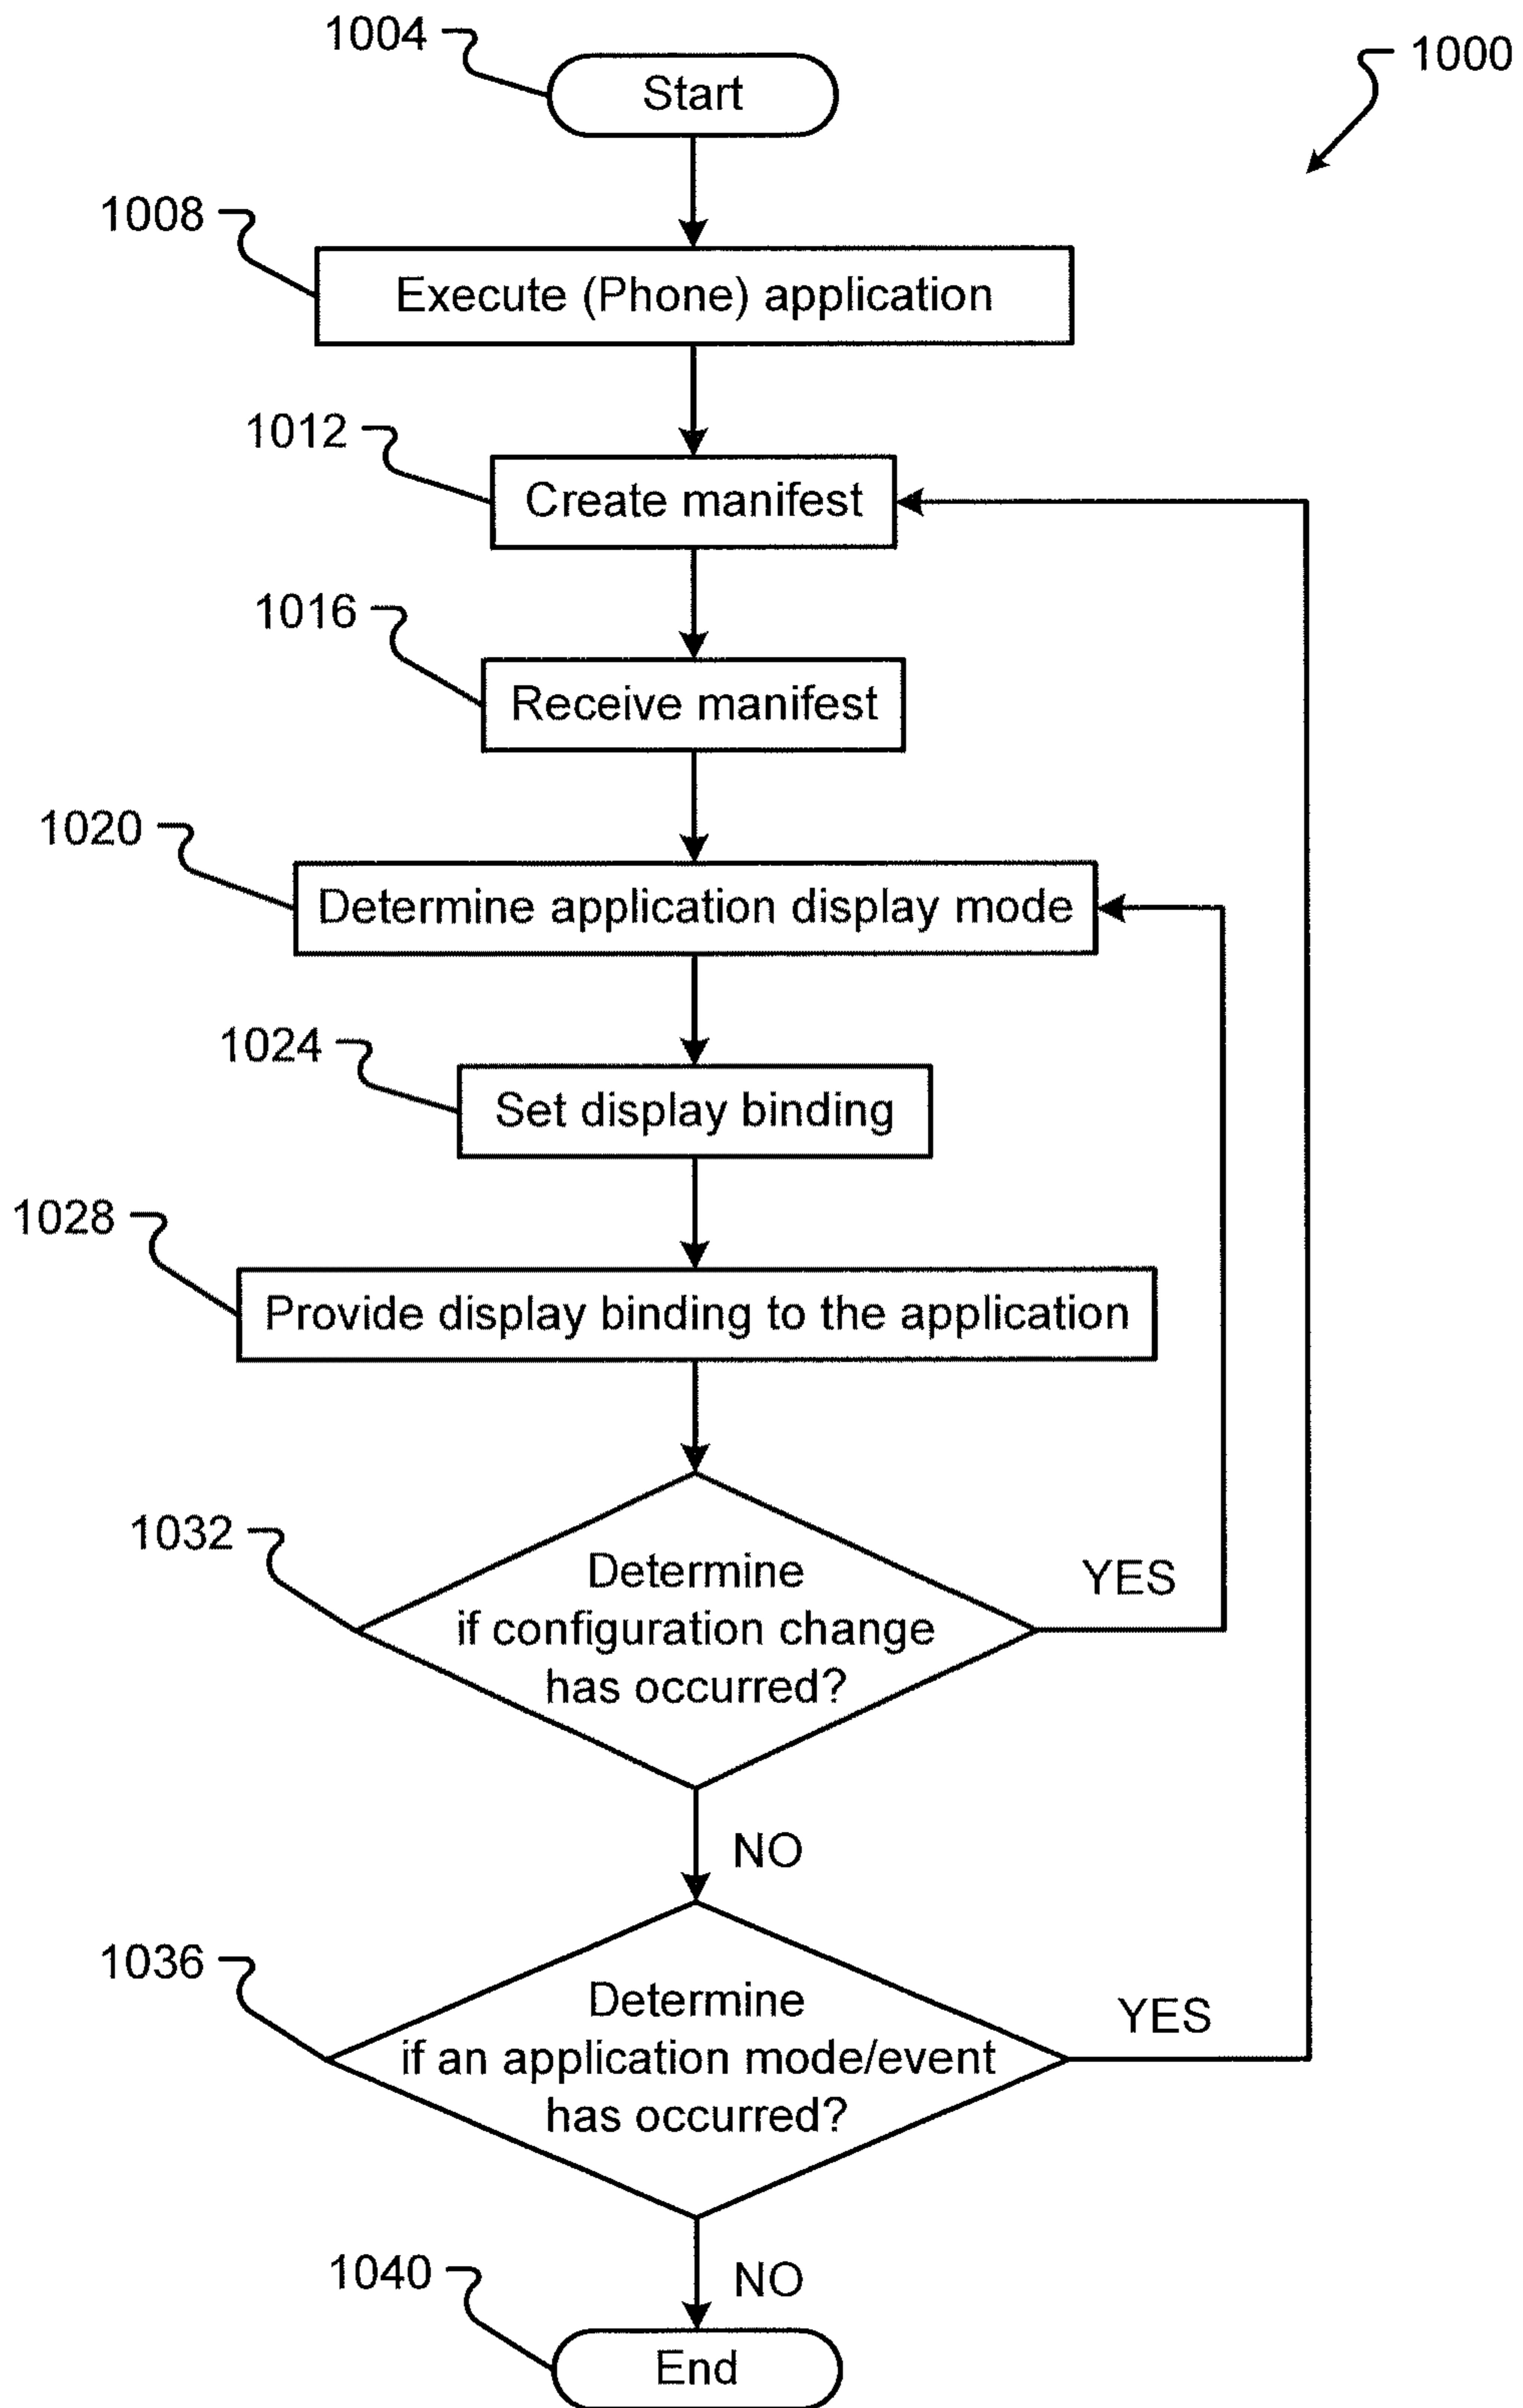 1004
Start
1000
1008
Execute (Phone) application
1012
Create manifest
1016
Receive manifest
1020
Determine application display mode
1024
Set display binding
1028
Provide display binding to the application
1032
Determine
if configuration change
has occurred?
YES
NO
1036
Determine
if an application mode/event
has occurred?
YES
NO
1040
End